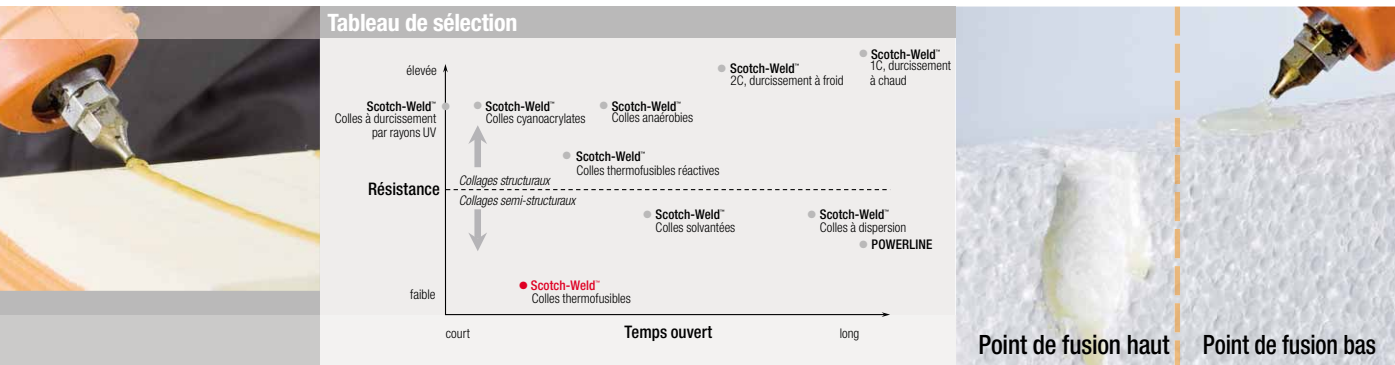 Tableau de sélection
élevée
Scotch-Weld™
1C, durcissement
à chaud
Scotch-Weld™
2C, durcissement à froid
Scotch-Weld™
Colles à durcissement
par rayons UV
Scotch-Weld™
Colles cyanoacrylates
Scotch-Weld™
Colles anaérobies
Scotch-Weld™
Colles thermofusibles réactives
Résistance
Collages structuraux
Collages semi-structuraux
Scotch-Weld™
Colles solvantées
Scotch-Weld™
Colles à dispersion
POWERLINE
Scotch-Weld™
Colles thermofusibles
faible
court
Temps ouvert
long
Point de fusion haut
Point de fusion bas